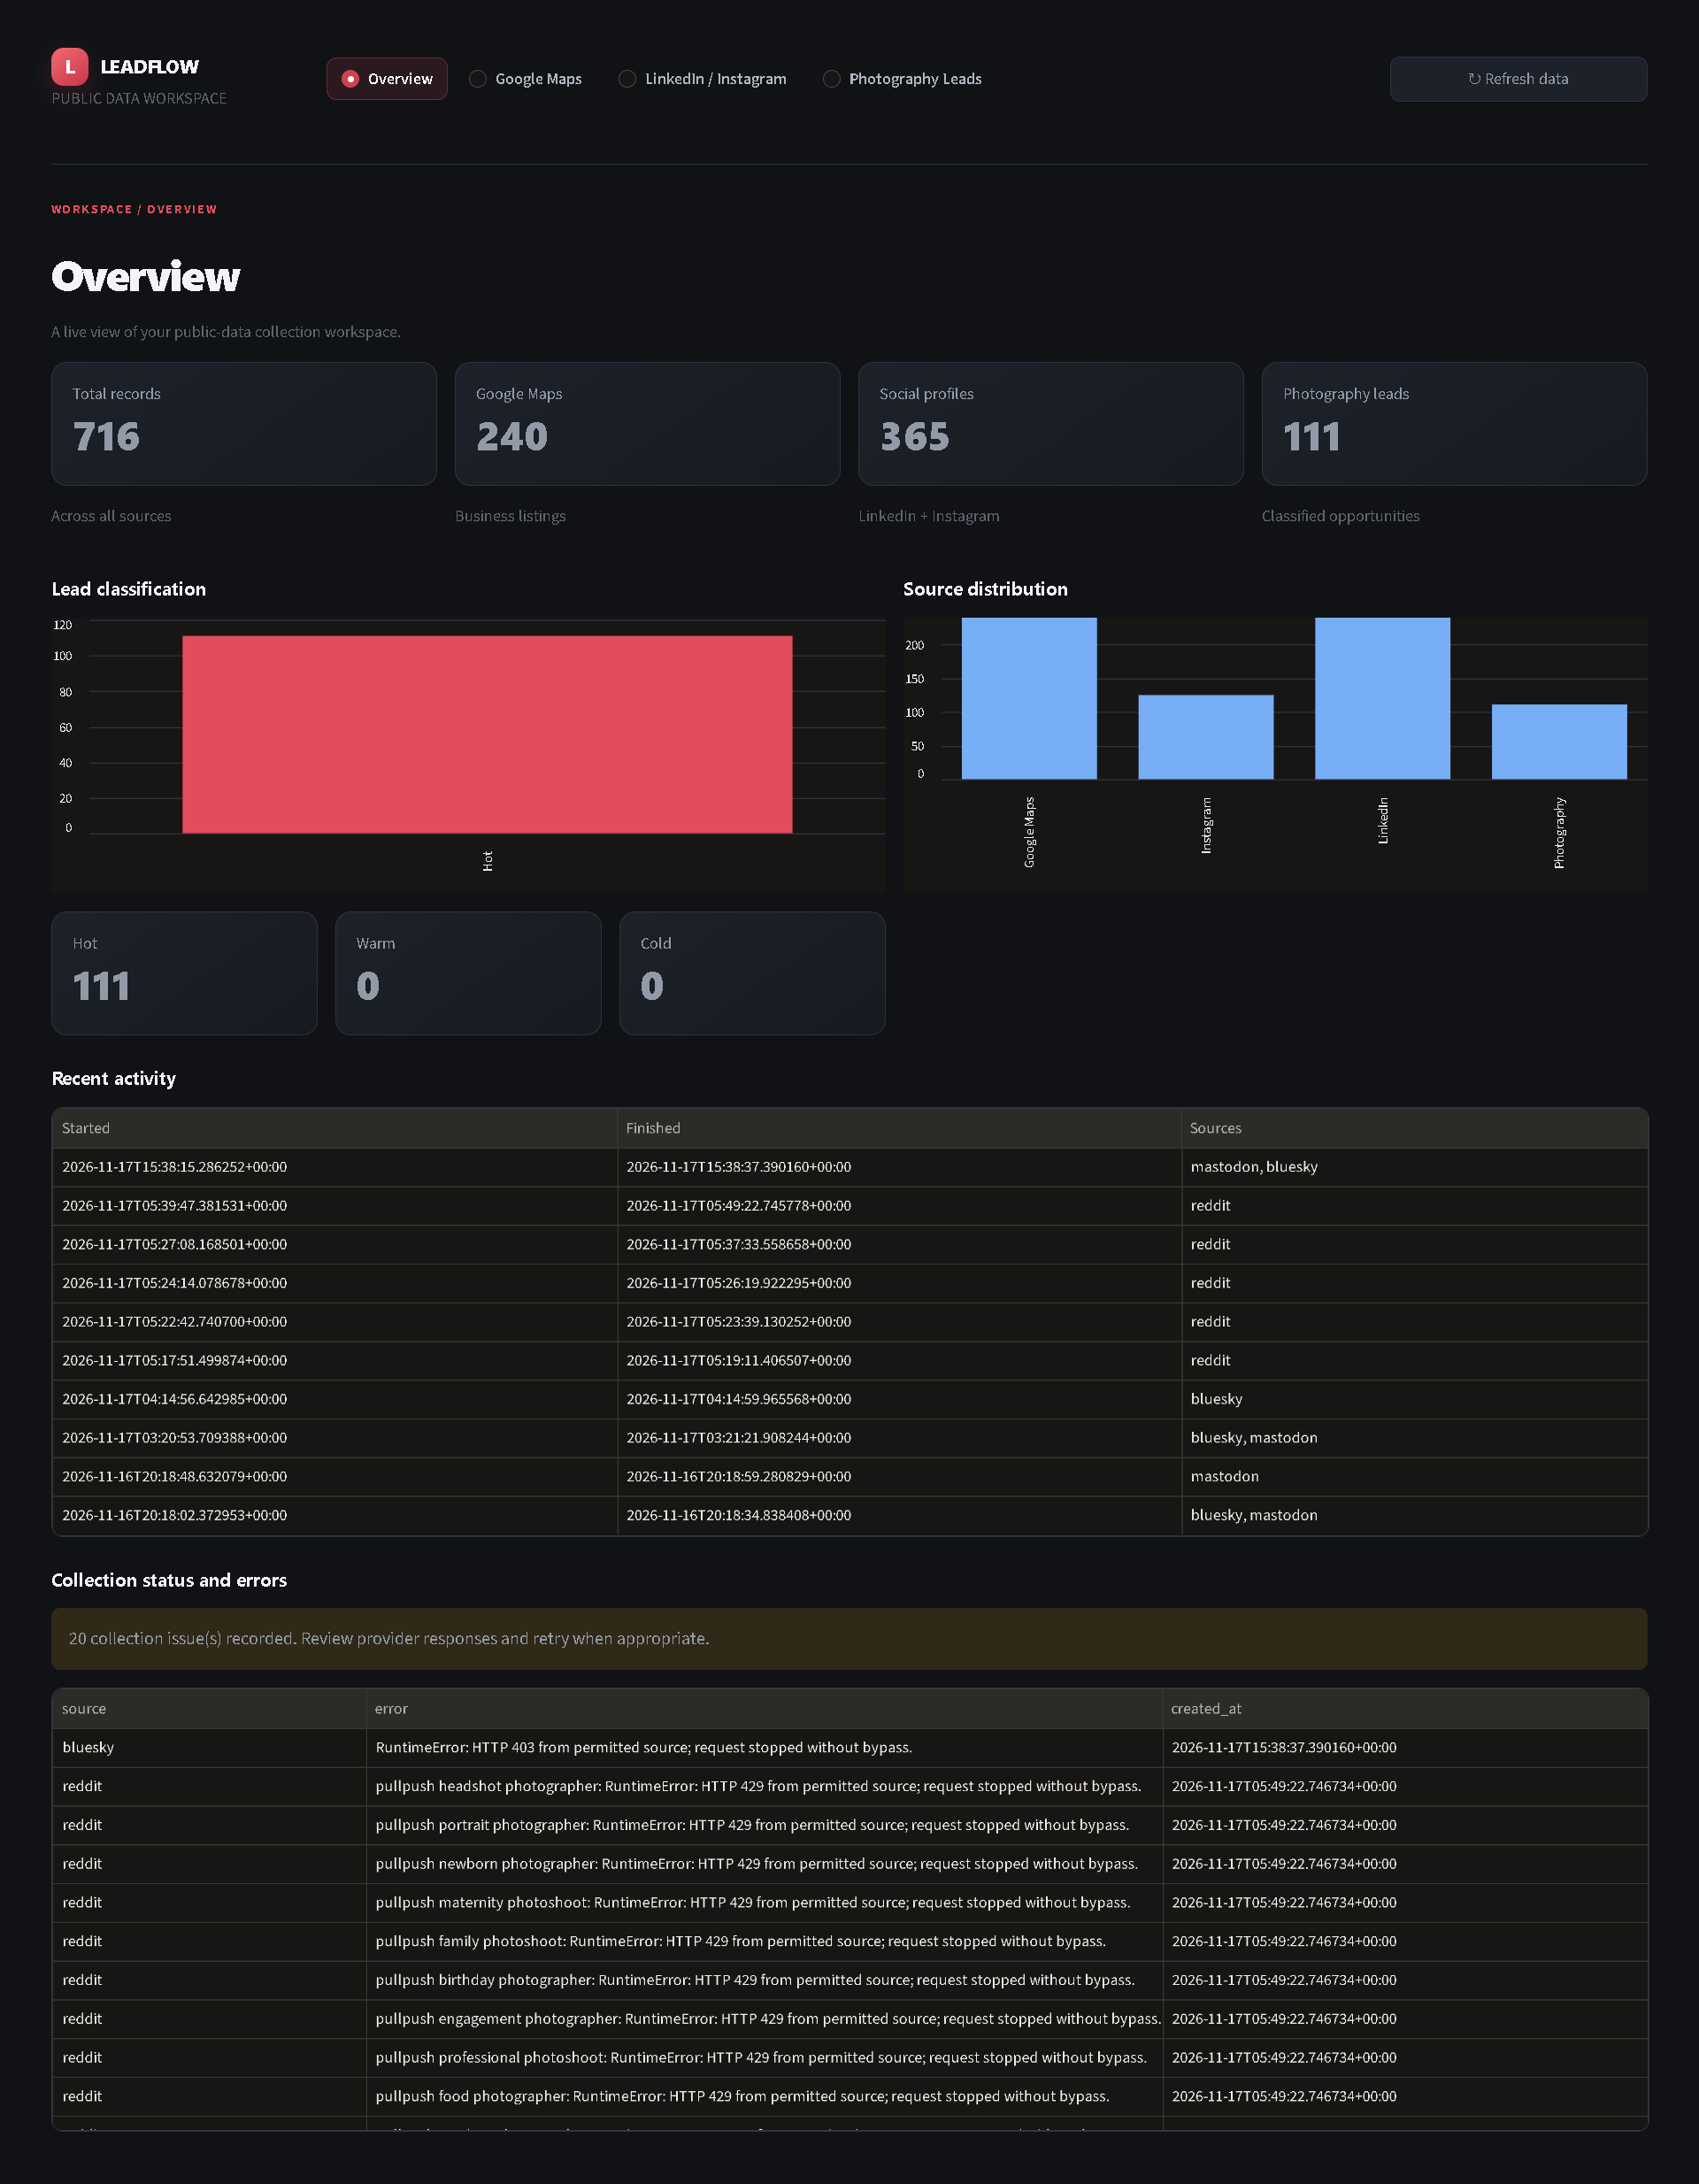 L LEADFLOW
PUBLIC DATA WORKSPACE
Overview
Google Maps
LinkedIn / Instagram
Photography Leads
↻ Refresh data
WORKSPACE / OVERVIEW
Overview
A live view of your public-data collection workspace.
Total records
716
Across all sources
Google Maps
240
Business listings
Social profiles
365
LinkedIn + Instagram
Photography leads
111
Classified opportunities
Lead classification
120
100
80
60
40
20
0
Hot
Source distribution
200
150
100
50
0
Google Maps
Instagram
LinkedIn
Photography
Hot
111
Warm
0
Cold
0
Recent activity
Started Finished Sources
2026-11-17T15:38:15.286252+00:00 2026-11-17T15:38:37.390160+00:00 mastodon, bluesky
2026-11-17T05:39:47.381531+00:00 2026-11-17T05:49:22.745778+00:00 reddit
2026-11-17T05:27:08.168501+00:00 2026-11-17T05:37:33.558658+00:00 reddit
2026-11-17T05:24:14.078678+00:00 2026-11-17T05:26:19.922295+00:00 reddit
2026-11-17T05:22:42.740700+00:00 2026-11-17T05:23:39.130252+00:00 reddit
2026-11-17T05:17:51.499874+00:00 2026-11-17T05:19:11.406507+00:00 reddit
2026-11-17T04:14:56.642985+00:00 2026-11-17T04:14:59.965568+00:00 bluesky
2026-11-17T03:20:53.709388+00:00 2026-11-17T03:21:21.908244+00:00 bluesky, mastodon
2026-11-16T20:18:48.632079+00:00 2026-11-16T20:18:59.280829+00:00 mastodon
2026-11-16T20:18:02.372953+00:00 2026-11-16T20:18:34.838408+00:00 bluesky, mastodon
Collection status and errors
20 collection issue(s) recorded. Review provider responses and retry when appropriate.
source error created_at
bluesky RuntimeError: HTTP 403 from permitted source; request stopped without bypass. 2026-11-17T15:38:37.390160+00:00
reddit pullpush headshot photographer: RuntimeError: HTTP 429 from permitted source; request stopped without bypass. 2026-11-17T05:49:22.746734+00:00
reddit pullpush portrait photographer: RuntimeError: HTTP 429 from permitted source; request stopped without bypass. 2026-11-17T05:49:22.746734+00:00
reddit pullpush newborn photographer: RuntimeError: HTTP 429 from permitted source; request stopped without bypass. 2026-11-17T05:49:22.746734+00:00
reddit pullpush maternity photoshoot: RuntimeError: HTTP 429 from permitted source; request stopped without bypass. 2026-11-17T05:49:22.746734+00:00
reddit pullpush family photoshoot: RuntimeError: HTTP 429 from permitted source; request stopped without bypass. 2026-11-17T05:49:22.746734+00:00
reddit pullpush birthday photographer: RuntimeError: HTTP 429 from permitted source; request stopped without bypass. 2026-11-17T05:49:22.746734+00:00
reddit pullpush engagement photographer: RuntimeError: HTTP 429 from permitted source; request stopped without bypass. 2026-11-17T05:49:22.746734+00:00
reddit pullpush professional photoshoot: RuntimeError: HTTP 429 from permitted source; request stopped without bypass. 2026-11-17T05:49:22.746734+00:00
reddit pullpush food photographer: RuntimeError: HTTP 429 from permitted source; request stopped without bypass. 2026-11-17T05:49:22.746734+00:00